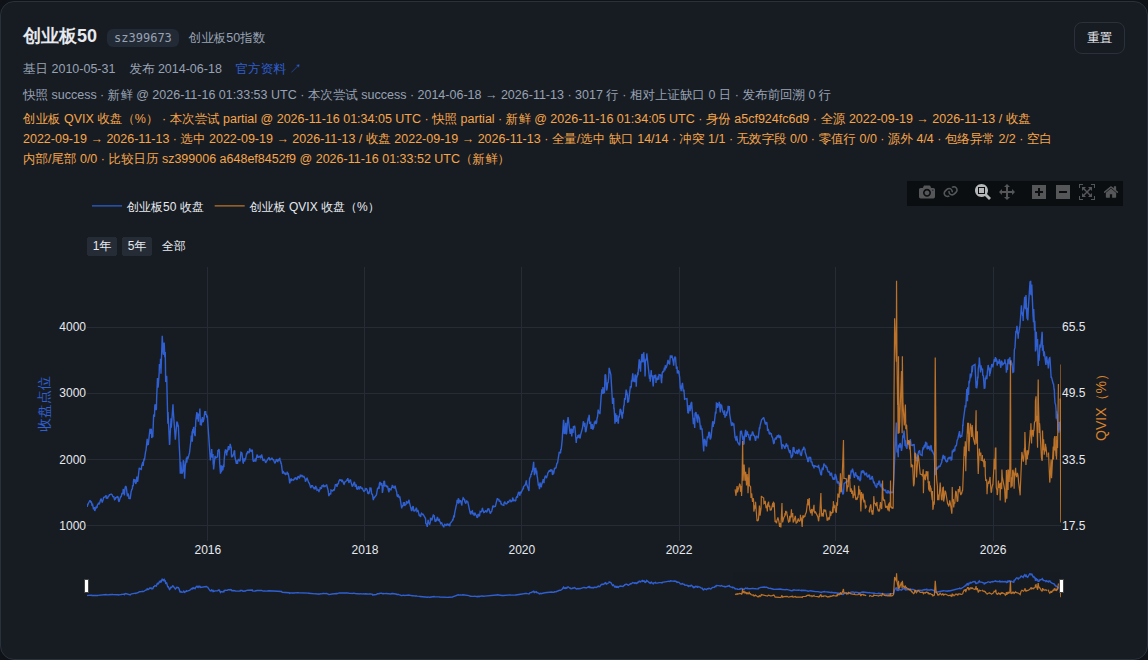 创业板50 sz399673 创业板50指数 重置
基日 2010-05-31 发布 2014-06-18 官方资料 ↗
快照 success · 新鲜 @ 2026-11-16 01:33:53 UTC · 本次尝试 success · 2014-06-18 → 2026-11-13 · 3017 行 · 相对上证缺口 0 日 · 发布前回溯 0 行
创业板 QVIX 收盘（%） · 本次尝试 partial @ 2026-11-16 01:34:05 UTC · 快照 partial · 新鲜 @ 2026-11-16 01:34:05 UTC · 身份 a5cf924fc6d9 · 全源 2022-09-19 → 2026-11-13 / 收盘
2022-09-19 → 2026-11-13 · 选中 2022-09-19 → 2026-11-13 / 收盘 2022-09-19 → 2026-11-13 · 全量/选中 缺口 14/14 · 冲突 1/1 · 无效字段 0/0 · 零值行 0/0 · 源外 4/4 · 包络异常 2/2 · 空白
内部/尾部 0/0 · 比较日历 sz399006 a648ef8452f9 @ 2026-11-16 01:33:52 UTC（新鲜）
创业板50 收盘 创业板 QVIX 收盘（%）
1年 5年 全部
4000 65.5
3000 49.5
2000 33.5
1000 17.5
收盘点位
QVIX（%）
2016 2018 2020 2022 2024 2026